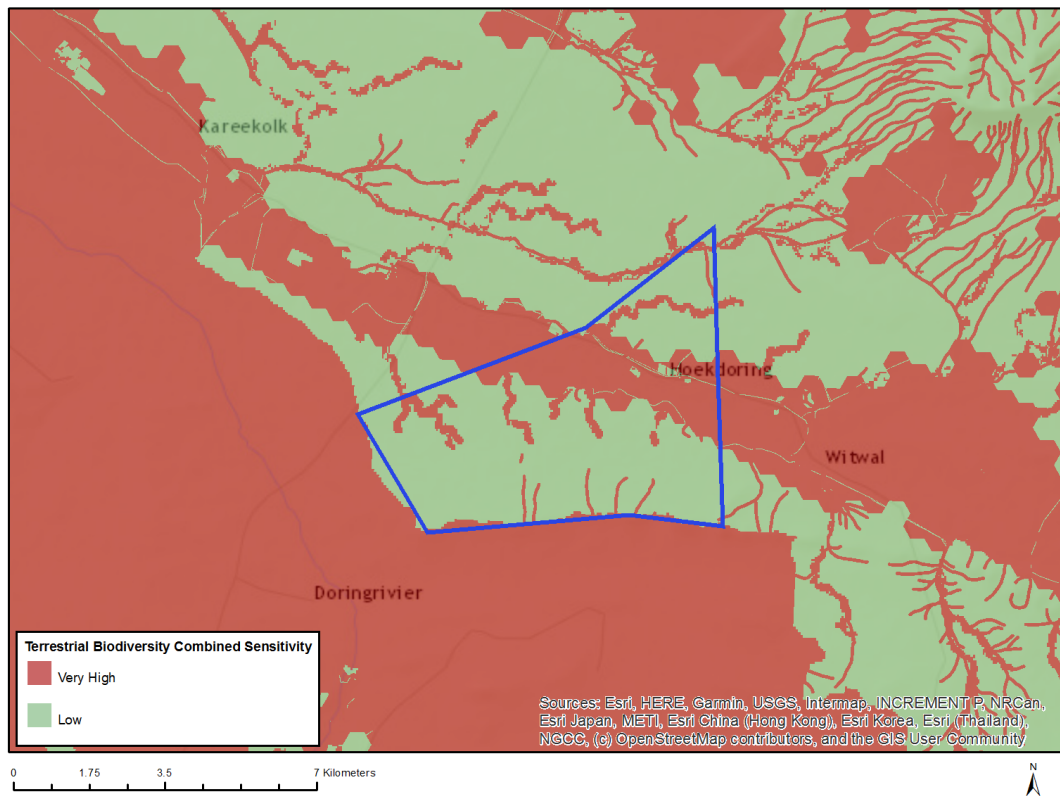 Kareekolk
Hoekdoring
Witwal
Doringrivier
Terrestrial Biodiversity Combined Sensitivity
Very High
Low
Sources: Esri, HERE, Garmin, USGS, Intermap, INCREMENT P, NRCan,
Esri Japan, METI, Esri China (Hong Kong), Esri Korea, Esri (Thailand),
NGCC, (c) OpenStreetMap contributors, and the GIS User Community
0 1.75 3.5 7 Kilometers
N